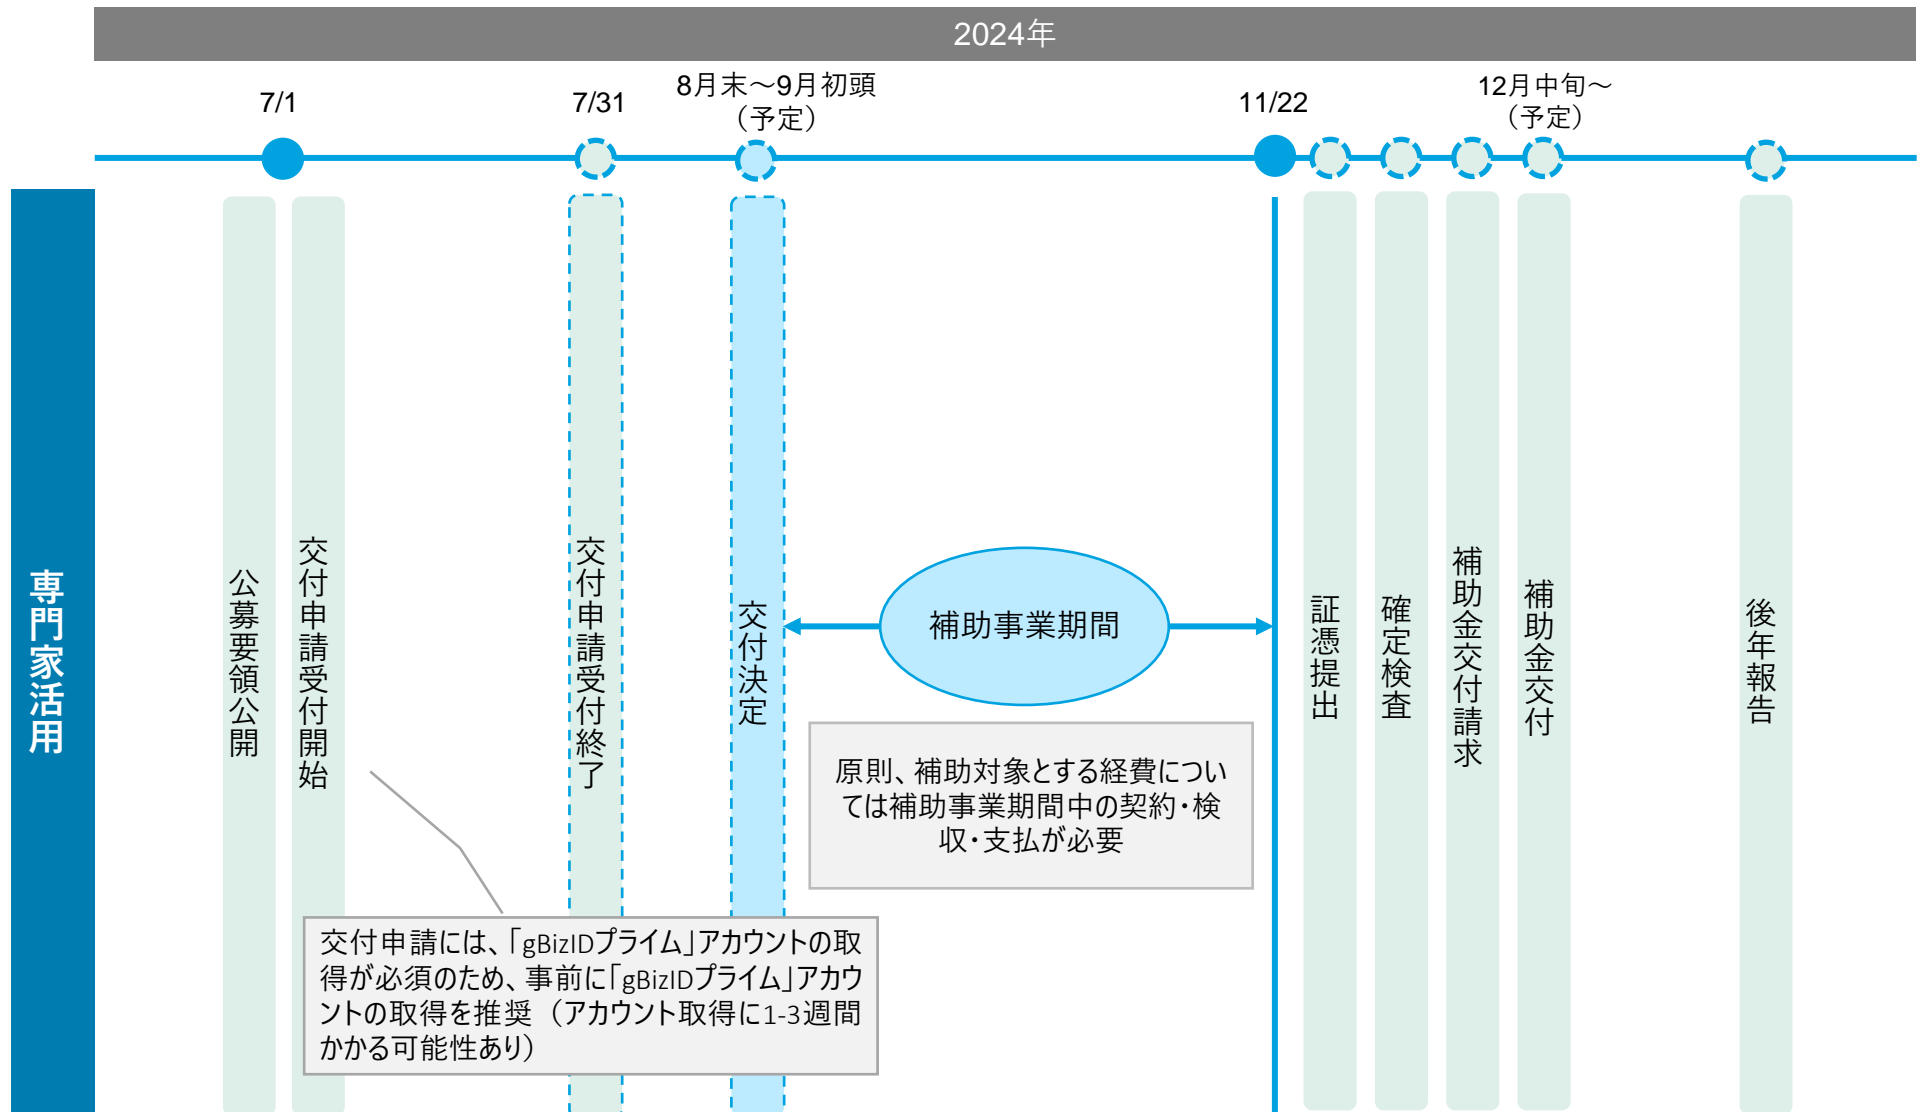 2024年
7/1
7/31
8月末～9月初頭
（予定）
11/22
12月中旬～
（予定）
専門家活用
公募要領公開
交付申請受付開始
交付申請受付終了
交付決定
補助事業期間
原則、補助対象とする経費につい
ては補助事業期間中の契約・検
収・支払が必要
証憑提出
確定検査
補助金交付請求
補助金交付
後年報告
交付申請には、「gBizIDプライム」アカウントの取
得が必須のため、事前に「gBizIDプライム」アカウ
ントの取得を推奨（アカウント取得に1-3週間
かかる可能性あり）